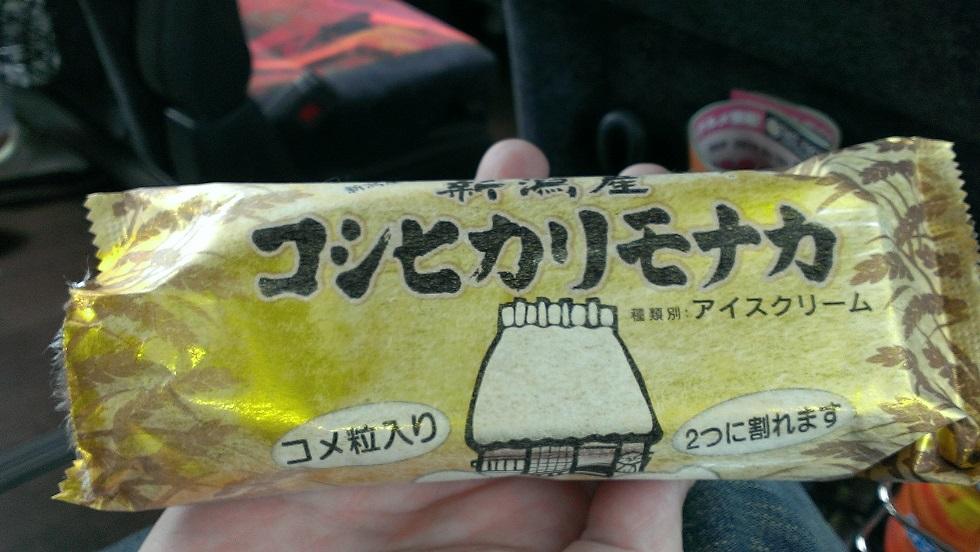 新潟産
コシヒカリモナカ
種類別：アイスクリーム
コメ粒入り
2つに割れます